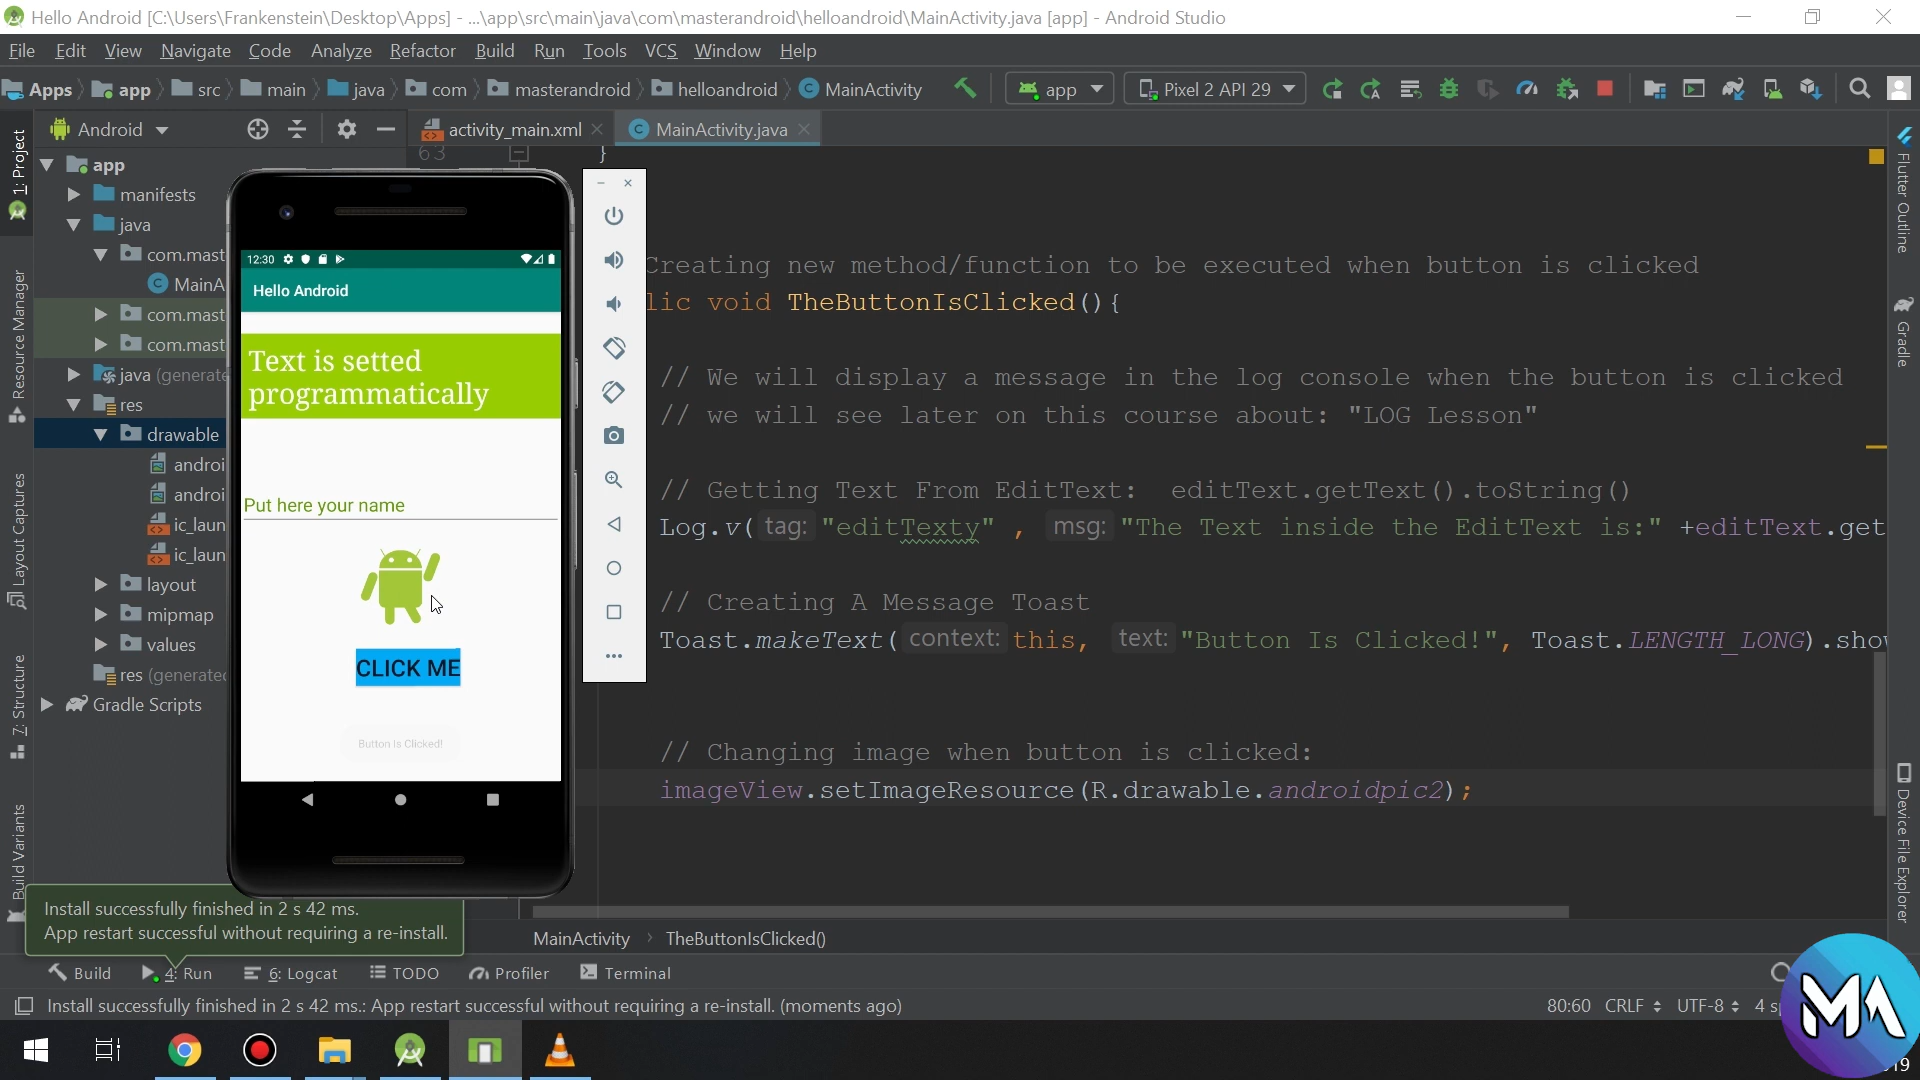 Hello Android [C:\Users\Frankenstein\Desktop\Apps] - ...\app\src\main\java\com\masterandroid\helloandroid\MainActivity.java [app] - Android Studio
File Edit View Navigate Code Analyze Refactor Build Run Tools VCS Window Help
Apps app src main java com masterandroid helloandroid MainActivity app Pixel 2 API 29
Android
activity_main.xml MainActivity.java
1: Project
Resource Manager
Layout Captures
7: Structure
Build Variants
app
manifests
java
com.mast
MainA
com.mast
com.mast
java (generate
res
drawable
androi
androi
ic_laun
ic_laun
layout
mipmap
values
res (generated
Gradle Scripts
12:30
Hello Android
Text is setted
programmatically
Put here your name
CLICK ME
Button Is Clicked!
63 }
Creating new method/function to be executed when button is clicked
lic void TheButtonIsClicked(){
// We will display a message in the log console when the button is clicked
// we will see later on this course about: "LOG Lesson"
// Getting Text From EditText: editText.getText().toString()
Log.v( tag: "editTexty" , msg: "The Text inside the EditText is:" +editText.get
// Creating A Message Toast
Toast.makeText( context: this, text: "Button Is Clicked!", Toast.LENGTH_LONG).show
// Changing image when button is clicked:
imageView.setImageResource(R.drawable.androidpic2);
Flutter Outline
Gradle
Device File Explorer
MainActivity TheButtonIsClicked()
Install successfully finished in 2 s 42 ms.
App restart successful without requiring a re-install.
Build 4: Run 6: Logcat TODO Profiler Terminal
Install successfully finished in 2 s 42 ms.: App restart successful without requiring a re-install. (moments ago)
80:60 CRLF UTF-8 4 s
MA
19